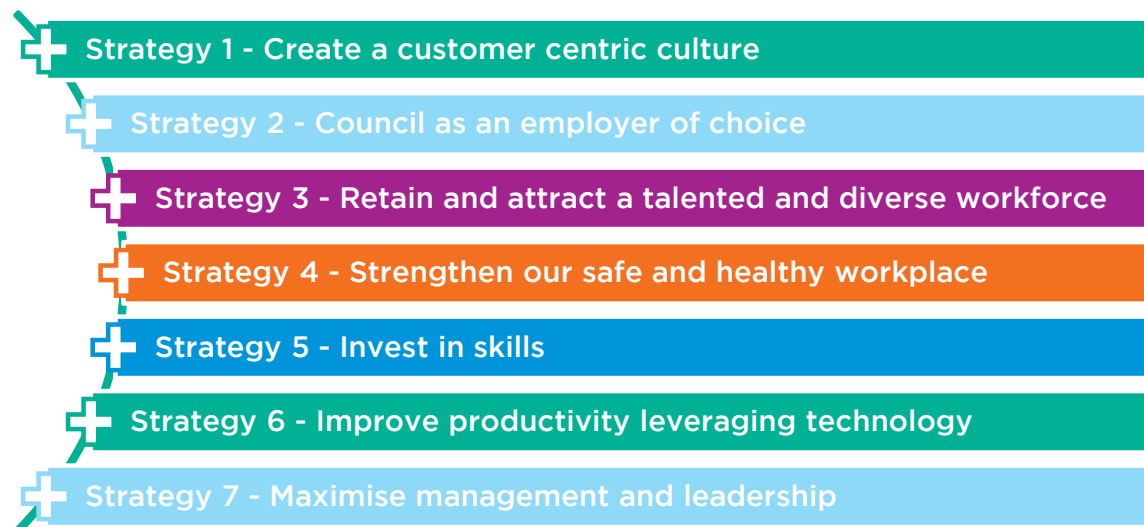 Strategy 1 - Create a customer centric culture
Strategy 2 - Council as an employer of choice
Strategy 3 - Retain and attract a talented and diverse workforce
Strategy 4 - Strengthen our safe and healthy workplace
Strategy 5 - Invest in skills
Strategy 6 - Improve productivity leveraging technology
Strategy 7 - Maximise management and leadership